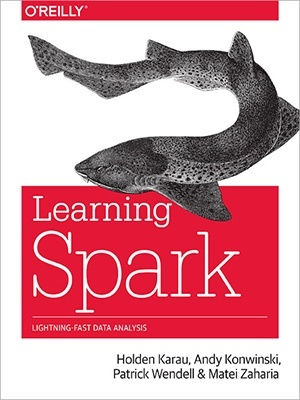 O'REILLY®
Learning
Spark
LIGHTNING-FAST DATA ANALYSIS
Holden Karau, Andy Konwinski,
Patrick Wendell & Matei Zaharia